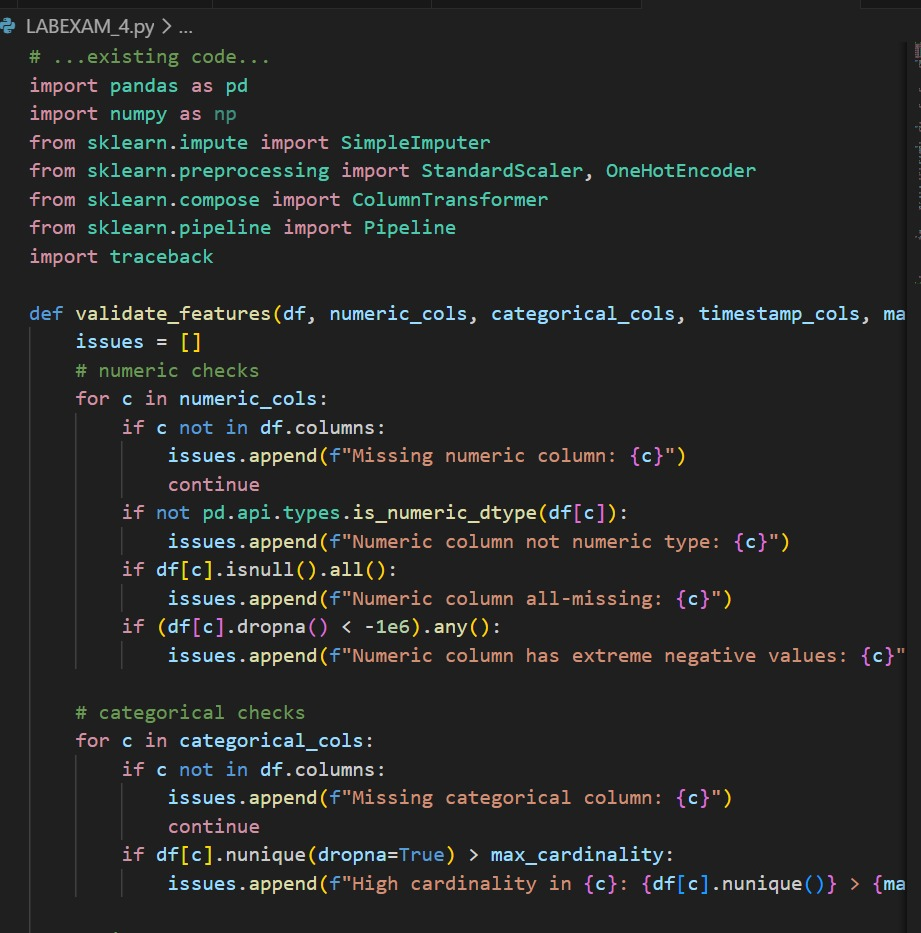 LABEXAM_4.py > ...
# ...existing code...
import pandas as pd
import numpy as np
from sklearn.impute import SimpleImputer
from sklearn.preprocessing import StandardScaler, OneHotEncoder
from sklearn.compose import ColumnTransformer
from sklearn.pipeline import Pipeline
import traceback

def validate_features(df, numeric_cols, categorical_cols, timestamp_cols, ma
    issues = []
    # numeric checks
    for c in numeric_cols:
        if c not in df.columns:
            issues.append(f"Missing numeric column: {c}")
            continue
        if not pd.api.types.is_numeric_dtype(df[c]):
            issues.append(f"Numeric column not numeric type: {c}")
        if df[c].isnull().all():
            issues.append(f"Numeric column all-missing: {c}")
        if (df[c].dropna() < -1e6).any():
            issues.append(f"Numeric column has extreme negative values: {c}"

    # categorical checks
    for c in categorical_cols:
        if c not in df.columns:
            issues.append(f"Missing categorical column: {c}")
            continue
        if df[c].nunique(dropna=True) > max_cardinality:
            issues.append(f"High cardinality in {c}: {df[c].nunique()} > {ma